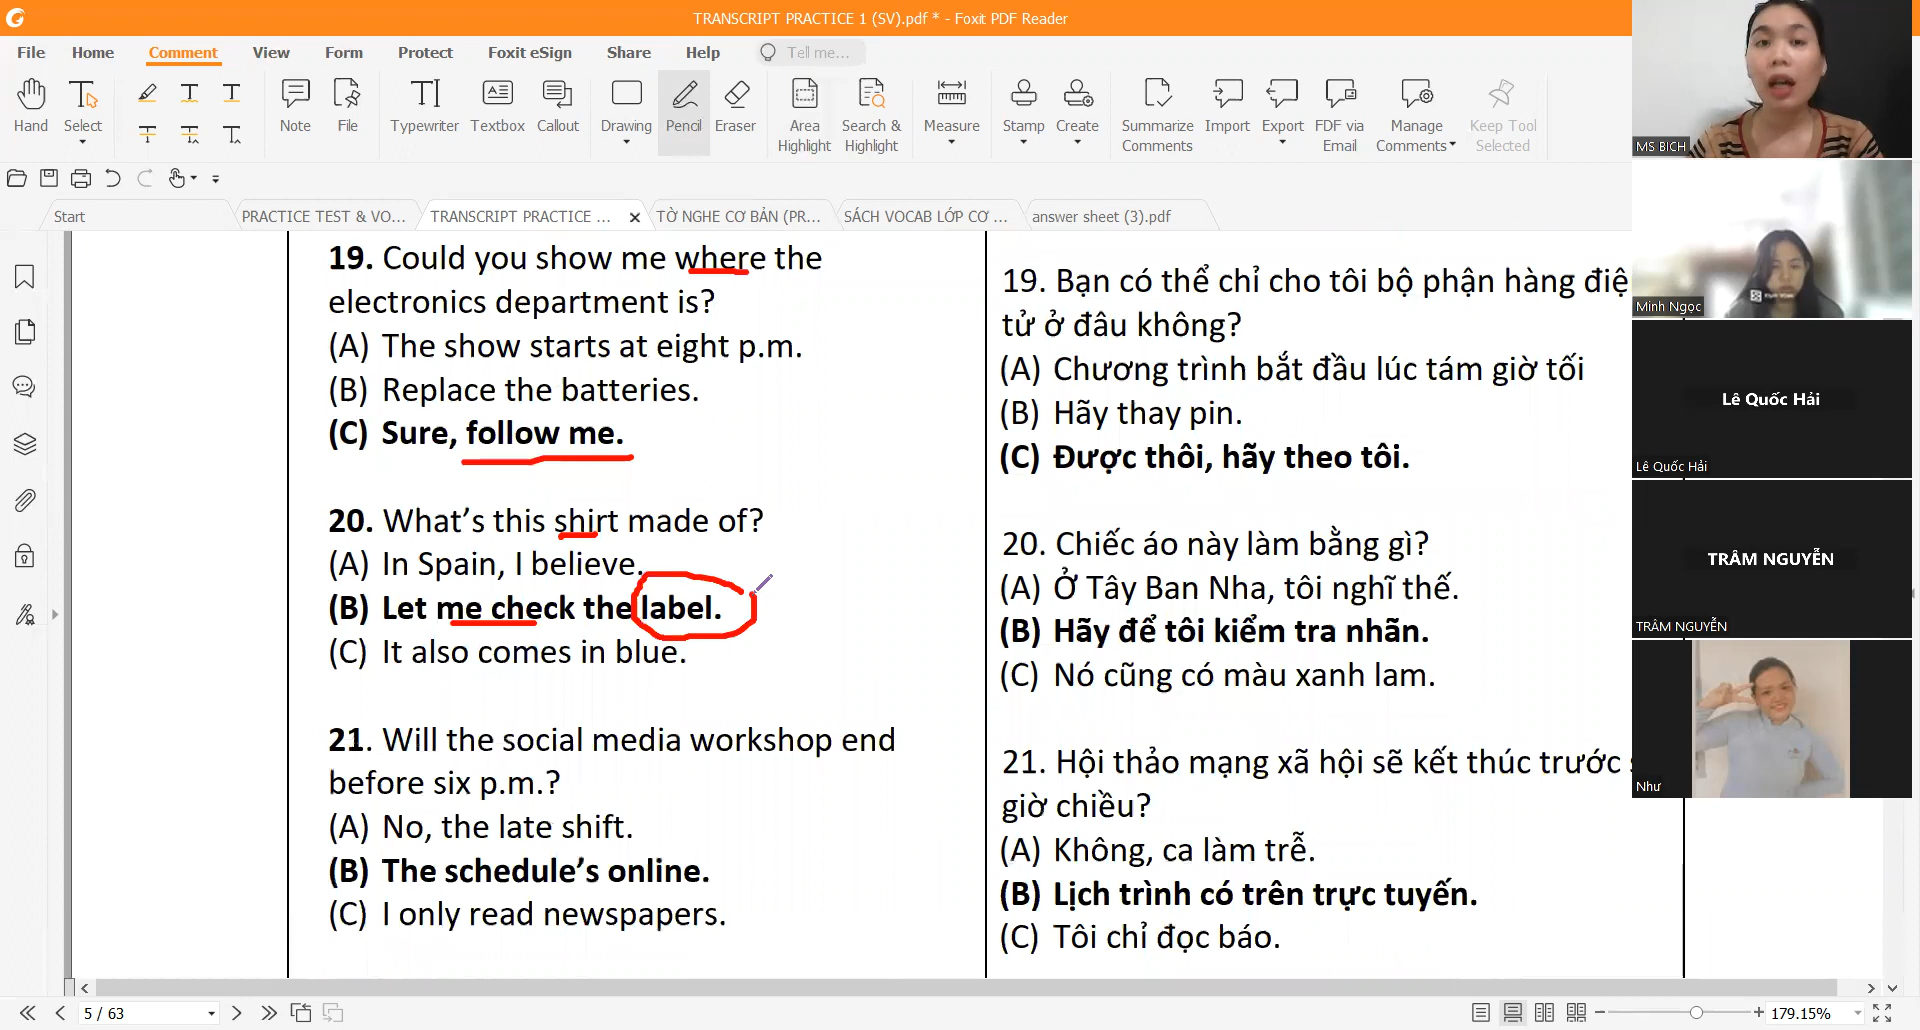 TRANSCRIPT PRACTICE 1 (SV).pdf * - Foxit PDF Reader
File Home Comment View Form Protect Foxit eSign Share Help Tell me...
Hand Select Note File Typewriter Textbox Callout Drawing Pencil Eraser Area Highlight Search & Highlight Measure Stamp Create Summarize Comments Import Export FDF via Email Manage Comments Keep Tool Selected
Start PRACTICE TEST & VO... TRANSCRIPT PRACTICE ... TỜ NGHE CƠ BẢN (PR... SÁCH VOCAB LỚP CƠ ... answer sheet (3).pdf
19. Could you show me where the
electronics department is?
(A) The show starts at eight p.m.
(B) Replace the batteries.
(C) Sure, follow me.
20. What's this shirt made of?
(A) In Spain, I believe.
(B) Let me check the label.
(C) It also comes in blue.
21. Will the social media workshop end
before six p.m.?
(A) No, the late shift.
(B) The schedule's online.
(C) I only read newspapers.
19. Bạn có thể chỉ cho tôi bộ phận hàng điệ
tử ở đâu không?
(A) Chương trình bắt đầu lúc tám giờ tối
(B) Hãy thay pin.
(C) Được thôi, hãy theo tôi.
20. Chiếc áo này làm bằng gì?
(A) Ở Tây Ban Nha, tôi nghĩ thế.
(B) Hãy để tôi kiểm tra nhãn.
(C) Nó cũng có màu xanh lam.
21. Hội thảo mạng xã hội sẽ kết thúc trước
giờ chiều?
(A) Không, ca làm trễ.
(B) Lịch trình có trên trực tuyến.
(C) Tôi chỉ đọc báo.
MS BICH
Minh Ngọc
Lê Quốc Hải
Lê Quốc Hải
TRÂM NGUYỄN
TRÂM NGUYỄN
Như
5 / 63
179.15%